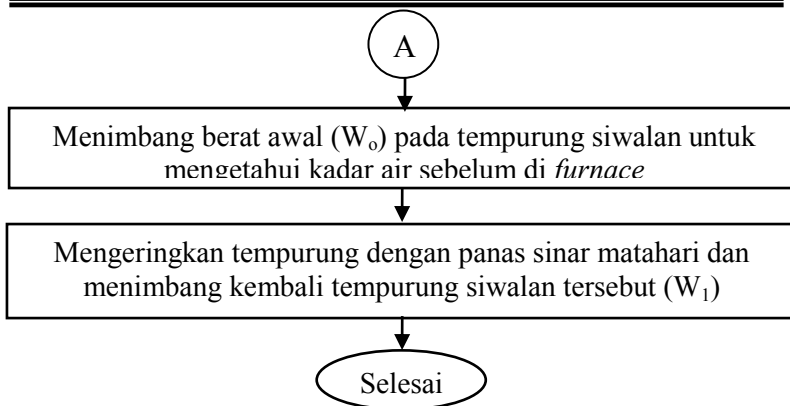 A
Menimbang berat awal (Wₒ) pada tempurung siwalan untuk
mengetahui kadar air sebelum di furnace
Mengeringkan tempurung dengan panas sinar matahari dan
menimbang kembali tempurung siwalan tersebut (W₁)
Selesai